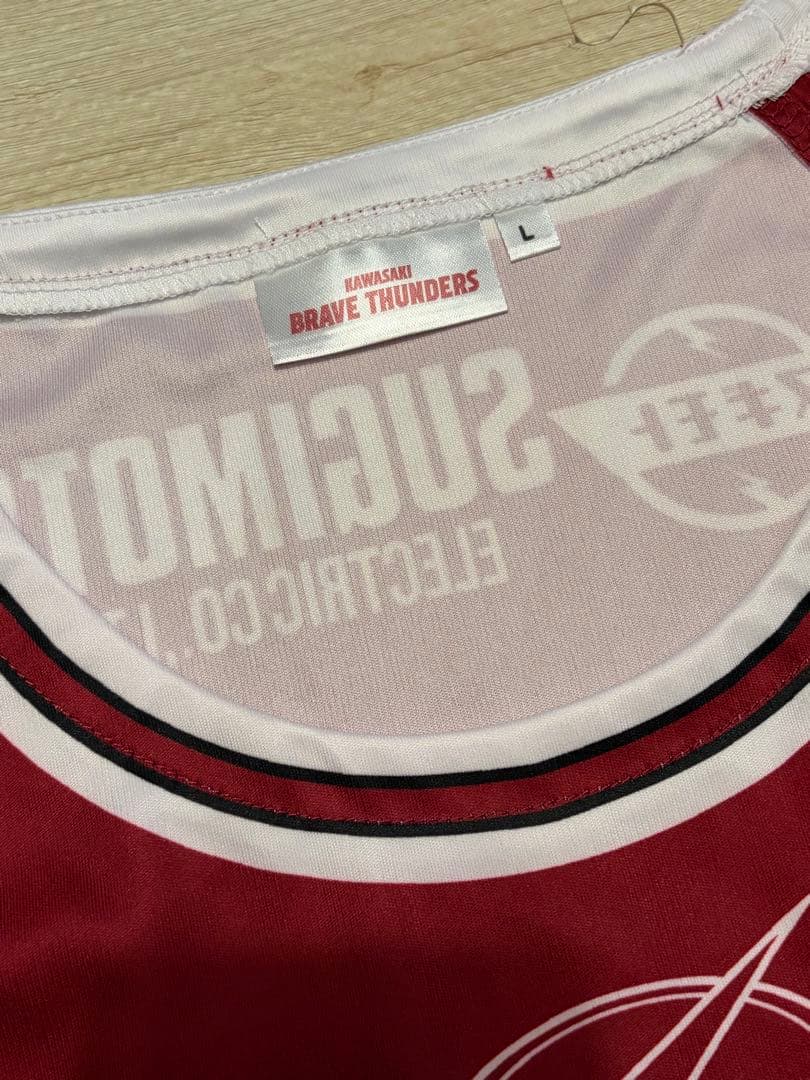 KAWASAKI
BRAVE THUNDERS
L
SUGIMOT
ELECTRIC CO.,